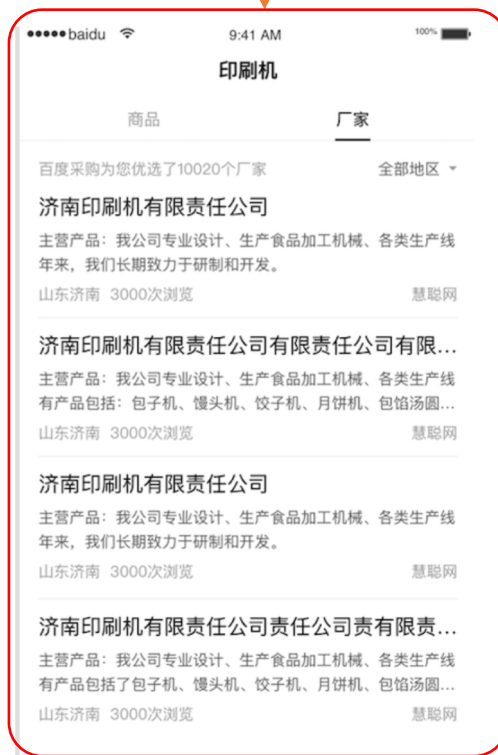 baidu 9:41 AM 100%
印刷机
商品 厂家
百度采购为您优选了10020个厂家 全部地区
济南印刷机有限责任公司
主营产品：我公司专业设计、生产食品加工机械、各类生产线
年来，我们长期致力于研制和开发。
山东济南 3000次浏览 慧聪网
济南印刷机有限责任公司有限责任公司有限...
主营产品：我公司专业设计、生产食品加工机械、各类生产线
有产品包括：包子机、馒头机、饺子机、月饼机、包馅汤圆...
山东济南 3000次浏览 慧聪网
济南印刷机有限责任公司
主营产品：我公司专业设计、生产食品加工机械、各类生产线
年来，我们长期致力于研制和开发。
山东济南 3000次浏览 慧聪网
济南印刷机有限责任公司责任公司责有限责...
主营产品：我公司专业设计、生产食品加工机械、各类生产线
有产品包括了包子机、馒头机、饺子机、月饼机、包馅汤圆...
山东济南 3000次浏览 慧聪网